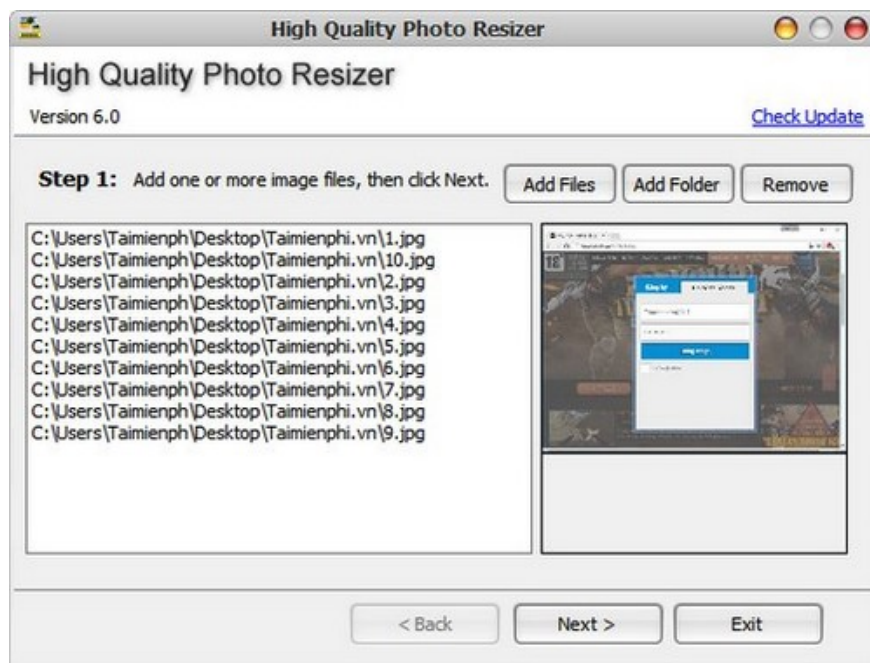 High Quality Photo Resizer
High Quality Photo Resizer
Version 6.0
Check Update
Step 1: Add one or more image files, then click Next.
Add Files
Add Folder
Remove
C:\Users\Taimienph\Desktop\Taimienphi.vn\1.jpg
C:\Users\Taimienph\Desktop\Taimienphi.vn\10.jpg
C:\Users\Taimienph\Desktop\Taimienphi.vn\2.jpg
C:\Users\Taimienph\Desktop\Taimienphi.vn\3.jpg
C:\Users\Taimienph\Desktop\Taimienphi.vn\4.jpg
C:\Users\Taimienph\Desktop\Taimienphi.vn\5.jpg
C:\Users\Taimienph\Desktop\Taimienphi.vn\6.jpg
C:\Users\Taimienph\Desktop\Taimienphi.vn\7.jpg
C:\Users\Taimienph\Desktop\Taimienphi.vn\8.jpg
C:\Users\Taimienph\Desktop\Taimienphi.vn\9.jpg
18
< Back
Next >
Exit